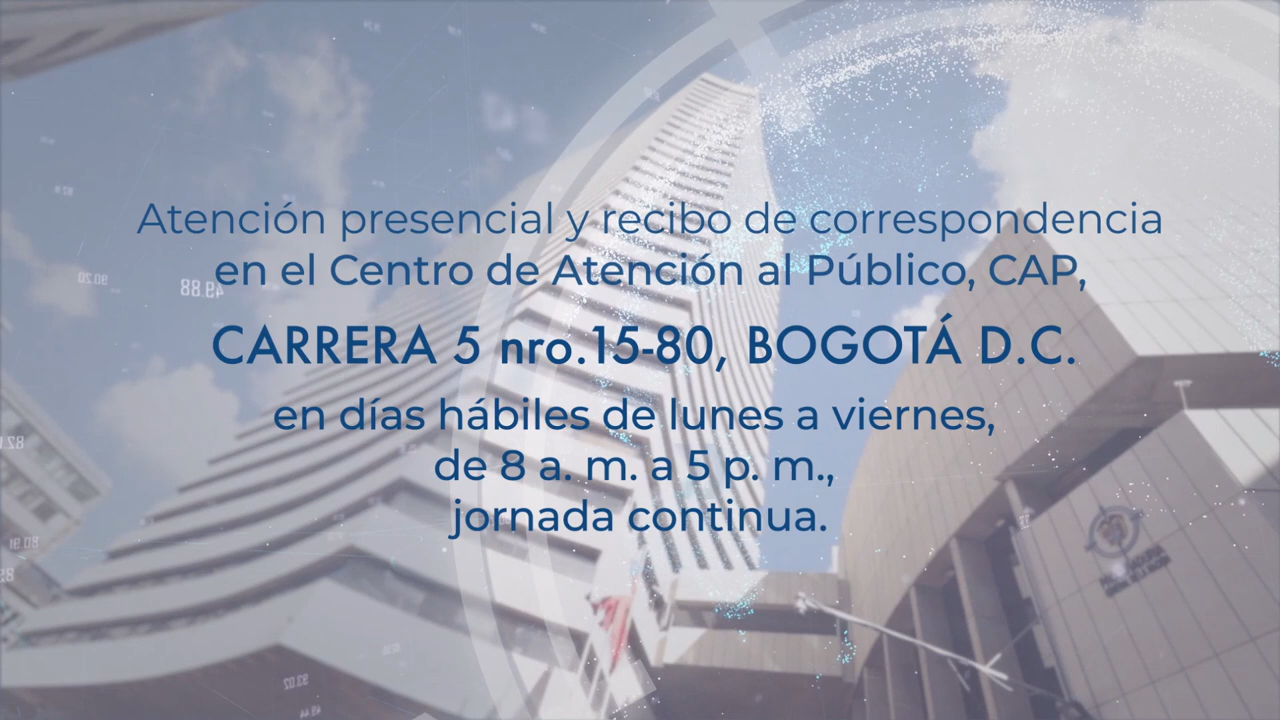 Atención presencial y recibo de correspondencia
en el Centro de Atención al Público, CAP,
CARRERA 5 nro.15-80, BOGOTÁ D.C.
en días hábiles de lunes a viernes,
de 8 a. m. a 5 p. m.,
jornada continua.